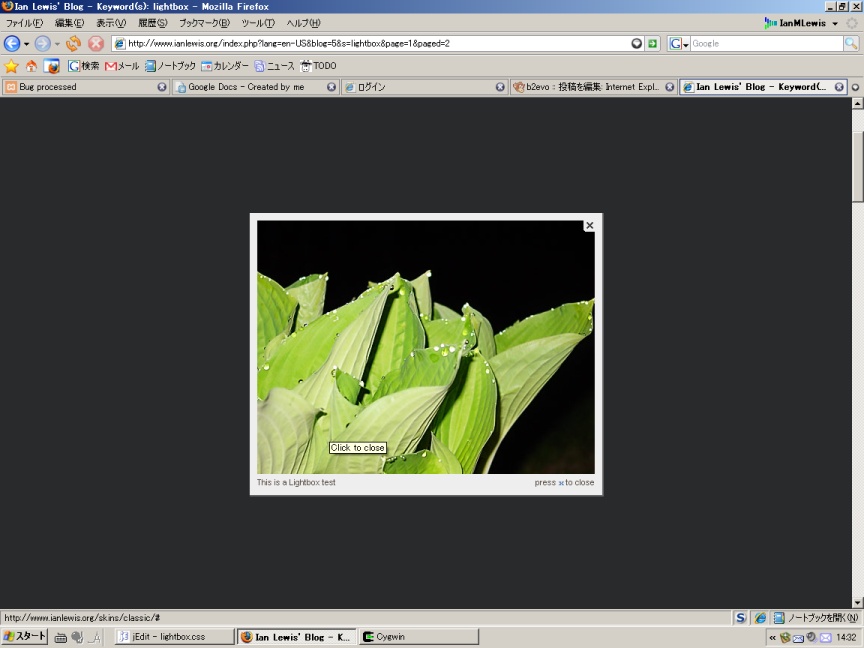 Ian Lewis' Blog - Keyword(s): lightbox - Mozilla Firefox
ファイル(F) 編集(E) 表示(V) 履歴(S) ブックマーク(B) ツール(T) ヘルプ(H) IanMLewis
http://www.ianlewis.org/index.php?lang=en-US&blog=5&s=lightbox&page=1&paged=2 Google
検索 メール ノートブック カレンダー ニュース TODO
Bug processed Google Docs - Created by me ログイン b2evo : 投稿を編集: Internet Expl... Ian Lewis' Blog - Keyword(...
Click to close
This is a Lightbox test press x to close
http://www.ianlewis.org/skins/classic/# S ノートブックを開く(N)
スタート jEdit - lightbox.css Ian Lewis' Blog - K... Cygwin 14:32